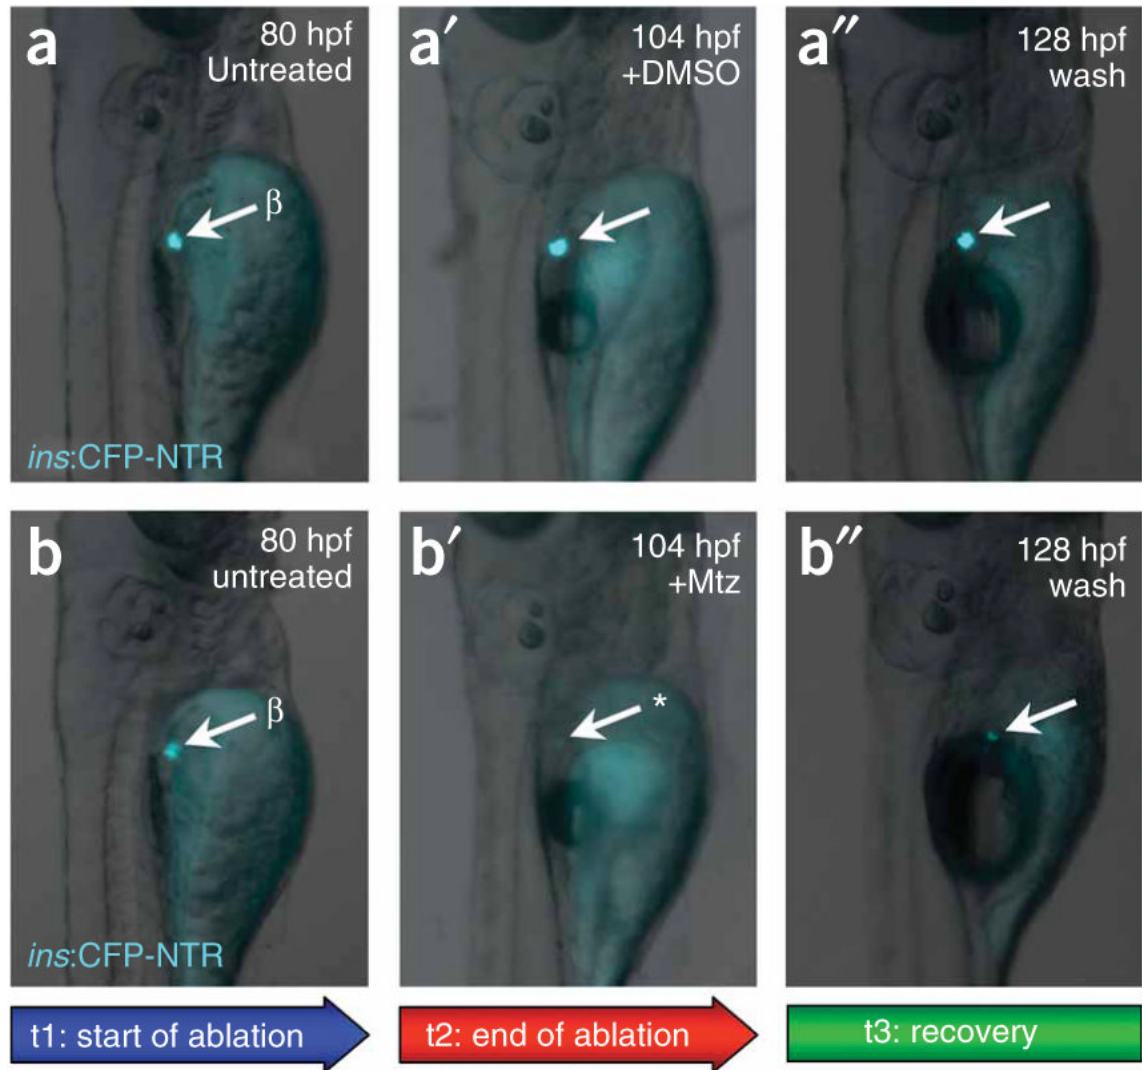 a
80 hpf
Untreated
β
ins:CFP-NTR
a′
104 hpf
+DMSO
a″
128 hpf
wash
b
80 hpf
untreated
β
ins:CFP-NTR
b′
104 hpf
+Mtz
*
b″
128 hpf
wash
t1: start of ablation
t2: end of ablation
t3: recovery